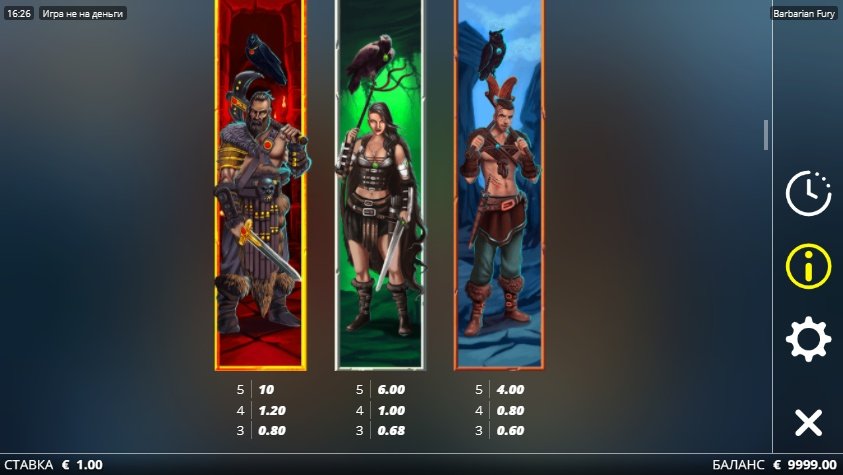 16:26 Игра не на деньги Barbarian Fury
5 10 5 6.00 5 4.00
4 1.20 4 1.00 4 0.80
3 0.80 3 0.68 3 0.60
СТАВКА € 1.00 БАЛАНС € 9999.00